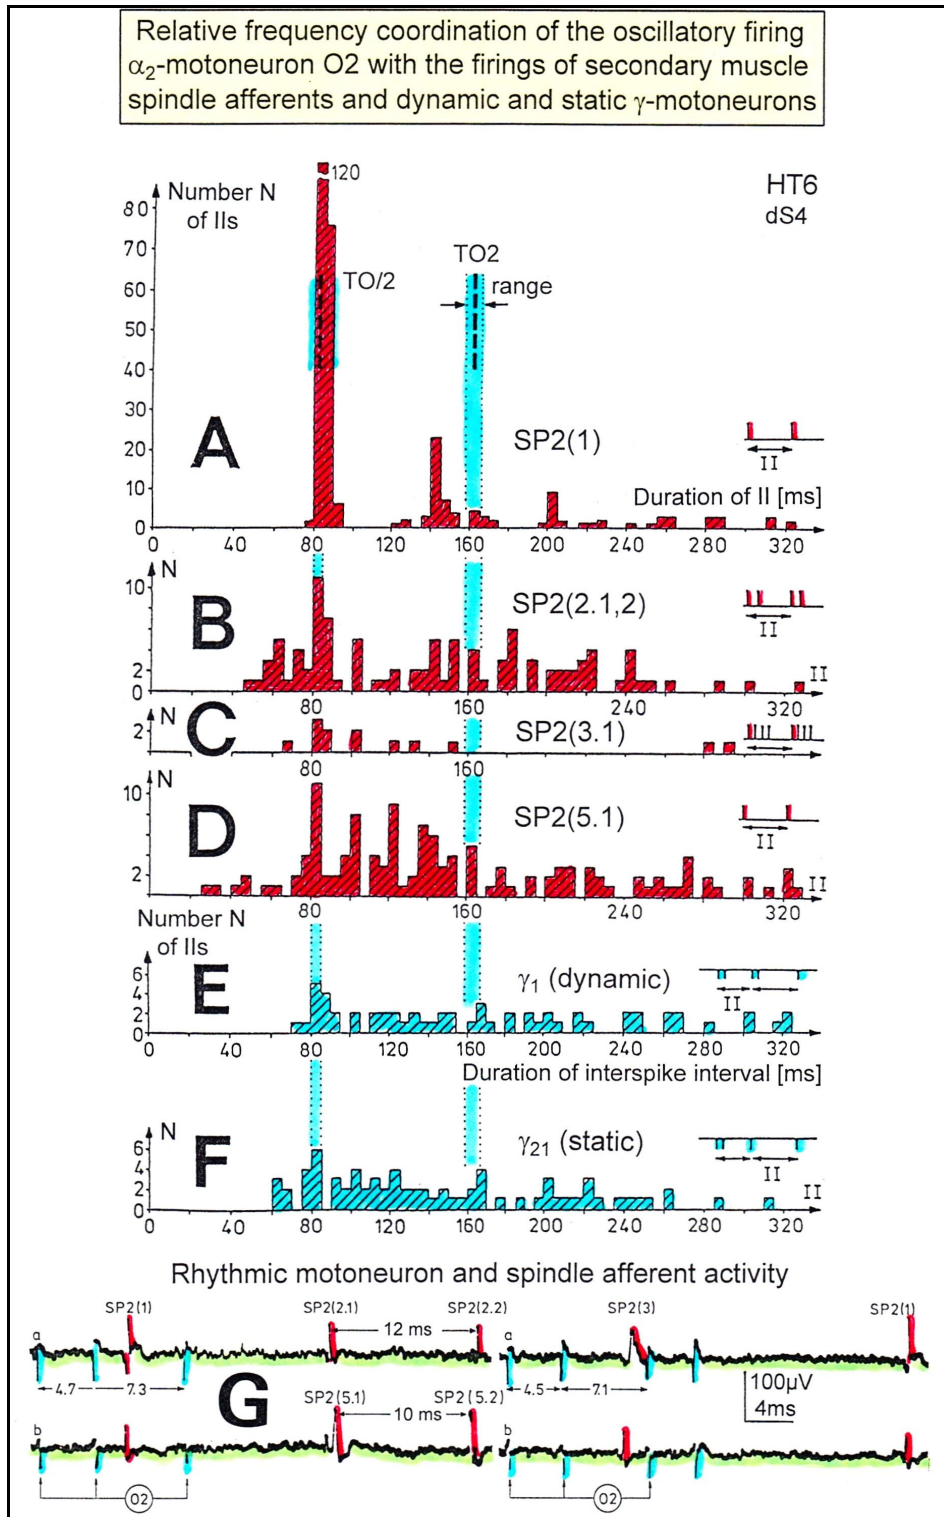 Relative frequency coordination of the oscillatory firing
α₂-motoneuron O2 with the firings of secondary muscle
spindle afferents and dynamic and static γ-motoneurons
120
Number N
of IIs
HT6
dS4
80
70
60
50
40
30
20
10
0
TO/2
TO2
range
A
SP2(1)
II
Duration of II [ms]
0 40 80 120 160 200 240 280 320
N
10
2
0
B
SP2(2.1,2)
II
II
80 160 240 320
N
2
C
SP2(3.1)
80 160
N
10
2
D
SP2(5.1)
II
II
80 160 240 320
Number N
of IIs
6
4
2
0
E
γ₁ (dynamic)
II
0 40 80 120 160 200 240 280 320
Duration of interspike interval [ms]
N
6
4
2
0
F
γ₂₁ (static)
II
II
0 40 80 120 160 200 240 280 320
Rhythmic motoneuron and spindle afferent activity
SP2(1) SP2(2.1) SP2(2.2) SP2(3) SP2(1)
a 12 ms a
4.7 7.3 4.5 7.1
G
100µV
4ms
SP2(5.1) SP2(5.2)
10 ms
b b
O2 O2